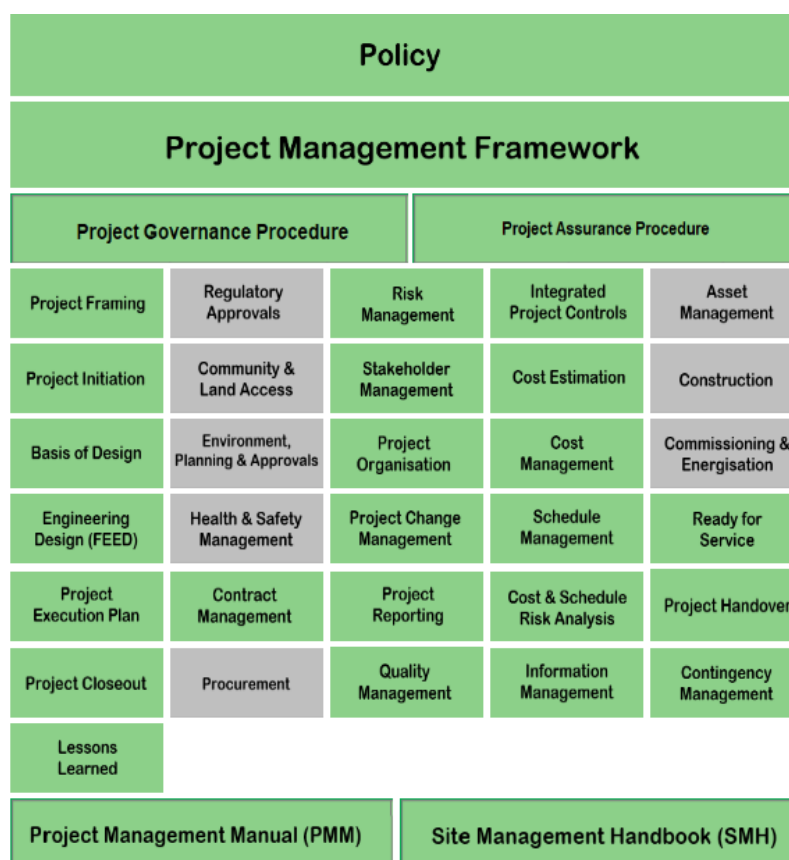 Policy
Project Management Framework
Project Governance Procedure
Project Assurance Procedure
Project Framing
Regulatory
Approvals
Risk
Management
Integrated
Project Controls
Asset
Management
Project Initiation
Community &
Land Access
Stakeholder
Management
Cost Estimation
Construction
Basis of Design
Environment,
Planning & Approvals
Project
Organisation
Cost
Management
Commissioning &
Energisation
Engineering
Design (FEED)
Health & Safety
Management
Project Change
Management
Schedule
Management
Ready for
Service
Project
Execution Plan
Contract
Management
Project
Reporting
Cost & Schedule
Risk Analysis
Project Handover
Project Closeout
Procurement
Quality
Management
Information
Management
Contingency
Management
Lessons
Learned
Project Management Manual (PMM)
Site Management Handbook (SMH)